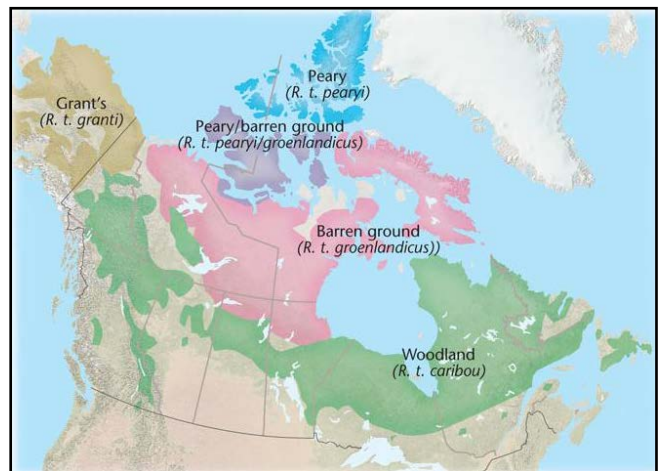 Peary
(R. t. pearyi)
Grant's
(R. t. granti)
Peary/barren ground
(R. t. pearyi/groenlandicus)
Barren ground
(R. t. groenlandicus))
Woodland
(R. t. caribou)